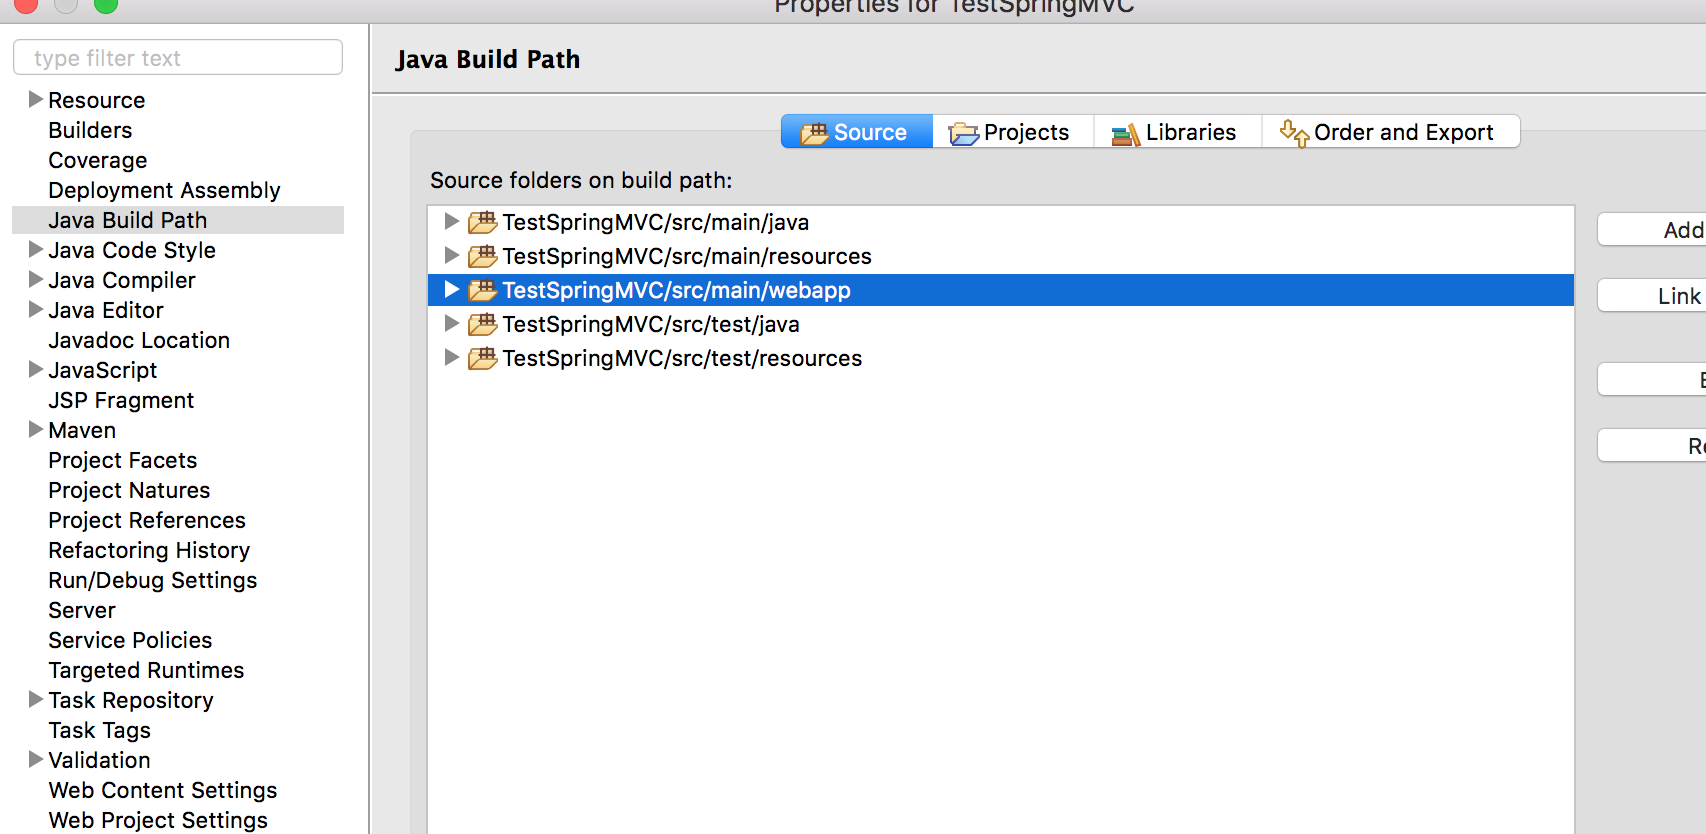 Properties for TestSpringMVC
type filter text
Resource
Builders
Coverage
Deployment Assembly
Java Build Path
Java Code Style
Java Compiler
Java Editor
Javadoc Location
JavaScript
JSP Fragment
Maven
Project Facets
Project Natures
Project References
Refactoring History
Run/Debug Settings
Server
Service Policies
Targeted Runtimes
Task Repository
Task Tags
Validation
Web Content Settings
Web Project Settings
Java Build Path
Source Projects Libraries Order and Export
Source folders on build path:
TestSpringMVC/src/main/java
TestSpringMVC/src/main/resources
TestSpringMVC/src/main/webapp
TestSpringMVC/src/test/java
TestSpringMVC/src/test/resources
Add
Link